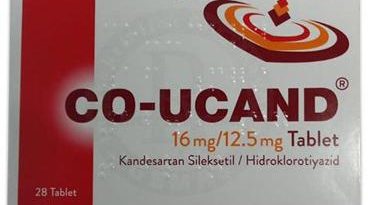 CO-UCAND®
16 mg/12.5 mg Tablet
Kandesartan Sileksetil / Hidroklorotiyazid
28 Tablet